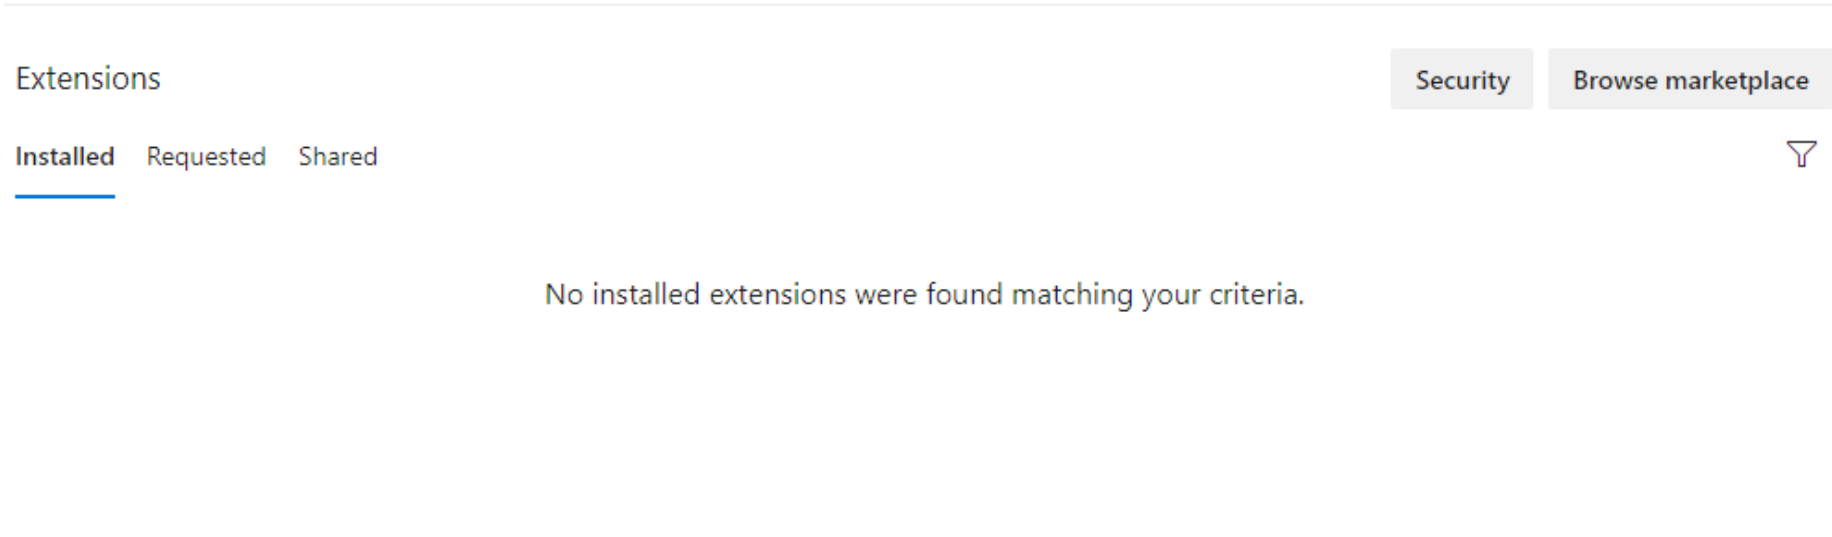 Extensions
Security
Browse marketplace
Installed
Requested
Shared
No installed extensions were found matching your criteria.